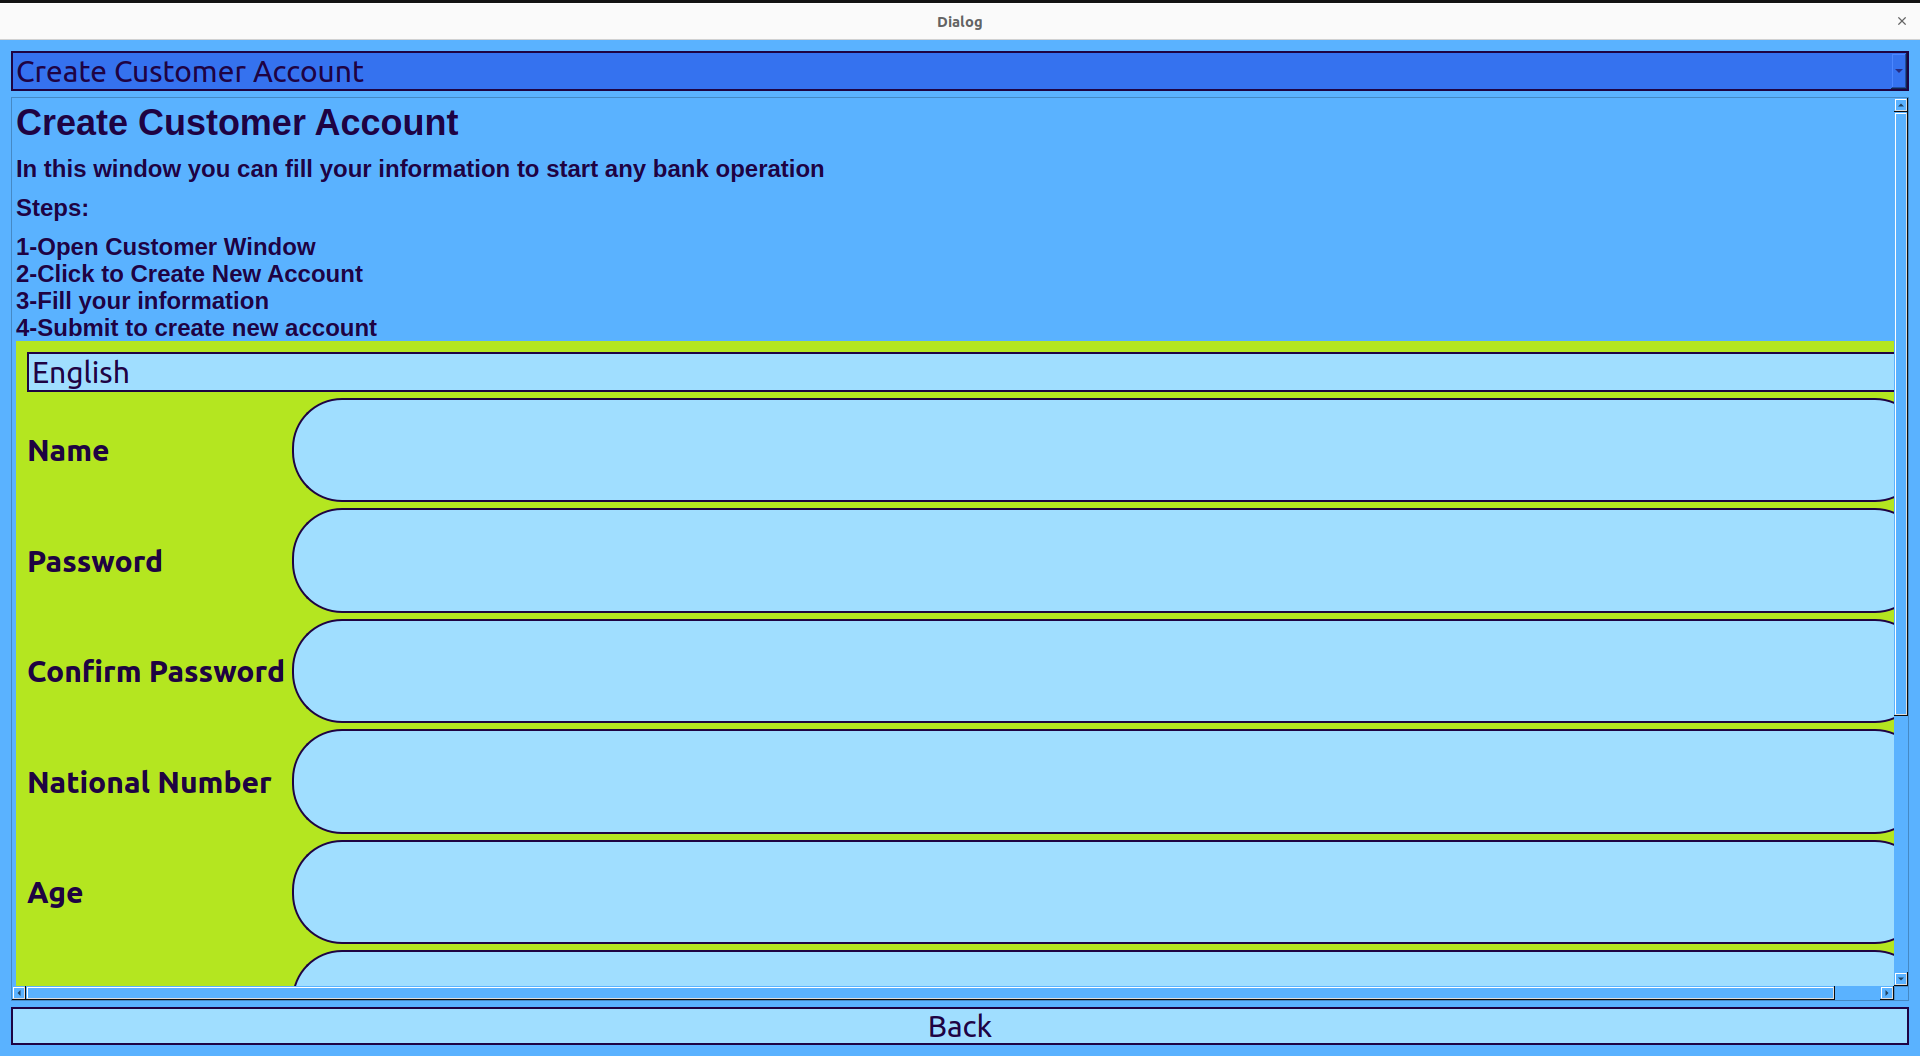 Dialog
Create Customer Account
Create Customer Account
In this window you can fill your information to start any bank operation
Steps:
1-Open Customer Window
2-Click to Create New Account
3-Fill your information
4-Submit to create new account
English
Name
Password
Confirm Password
National Number
Age
Back